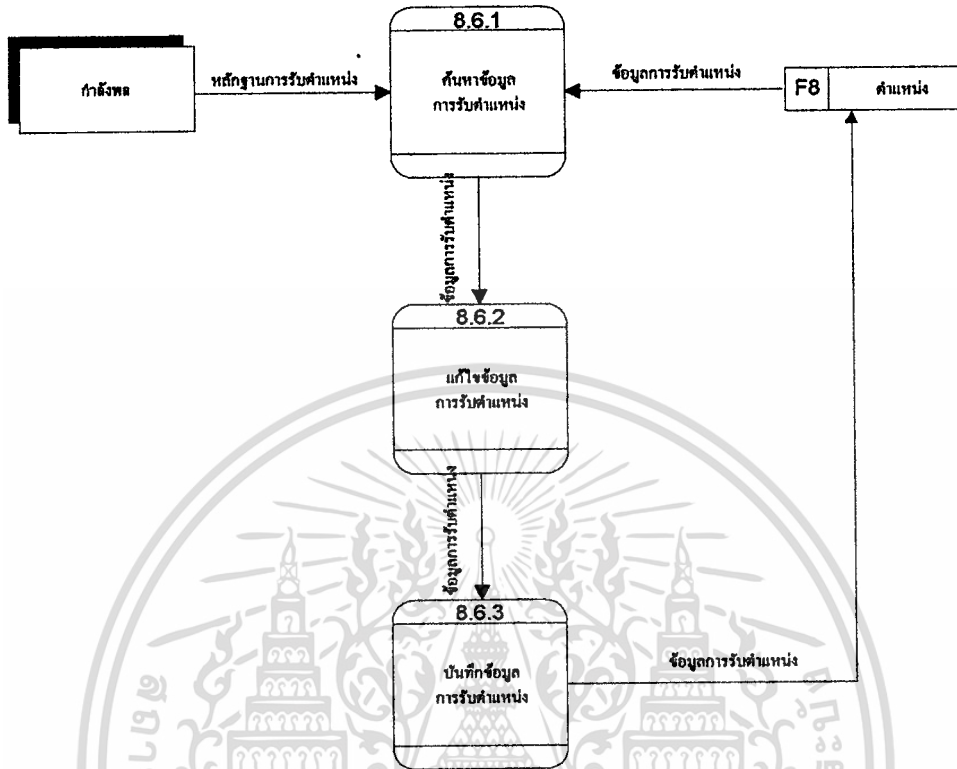 8.6.1
กำลังพล
หลักฐานการรับตำแหน่ง
ค้นหาข้อมูล
การรับตำแหน่ง
ข้อมูลการรับตำแหน่ง
F8
ตำแหน่ง
ข้อมูลการรับตำแหน่ง
8.6.2
แก้ไขข้อมูล
การรับตำแหน่ง
ข้อมูลการรับตำแหน่ง
8.6.3
บันทึกข้อมูล
การรับตำแหน่ง
ข้อมูลการรับตำแหน่ง